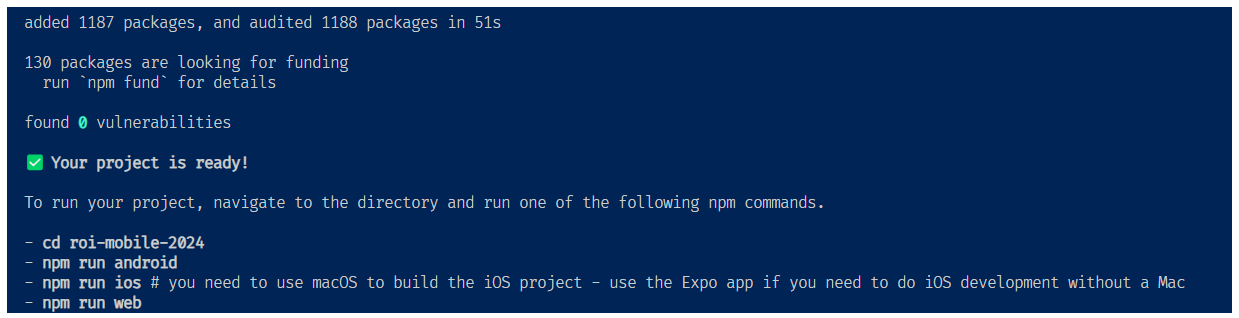 added 1187 packages, and audited 1188 packages in 51s
130 packages are looking for funding
run `npm fund` for details
found 0 vulnerabilities
✅ Your project is ready!
To run your project, navigate to the directory and run one of the following npm commands.
- cd roi-mobile-2024
- npm run android
- npm run ios # you need to use macOS to build the iOS project - use the Expo app if you need to do iOS development without a Mac
- npm run web